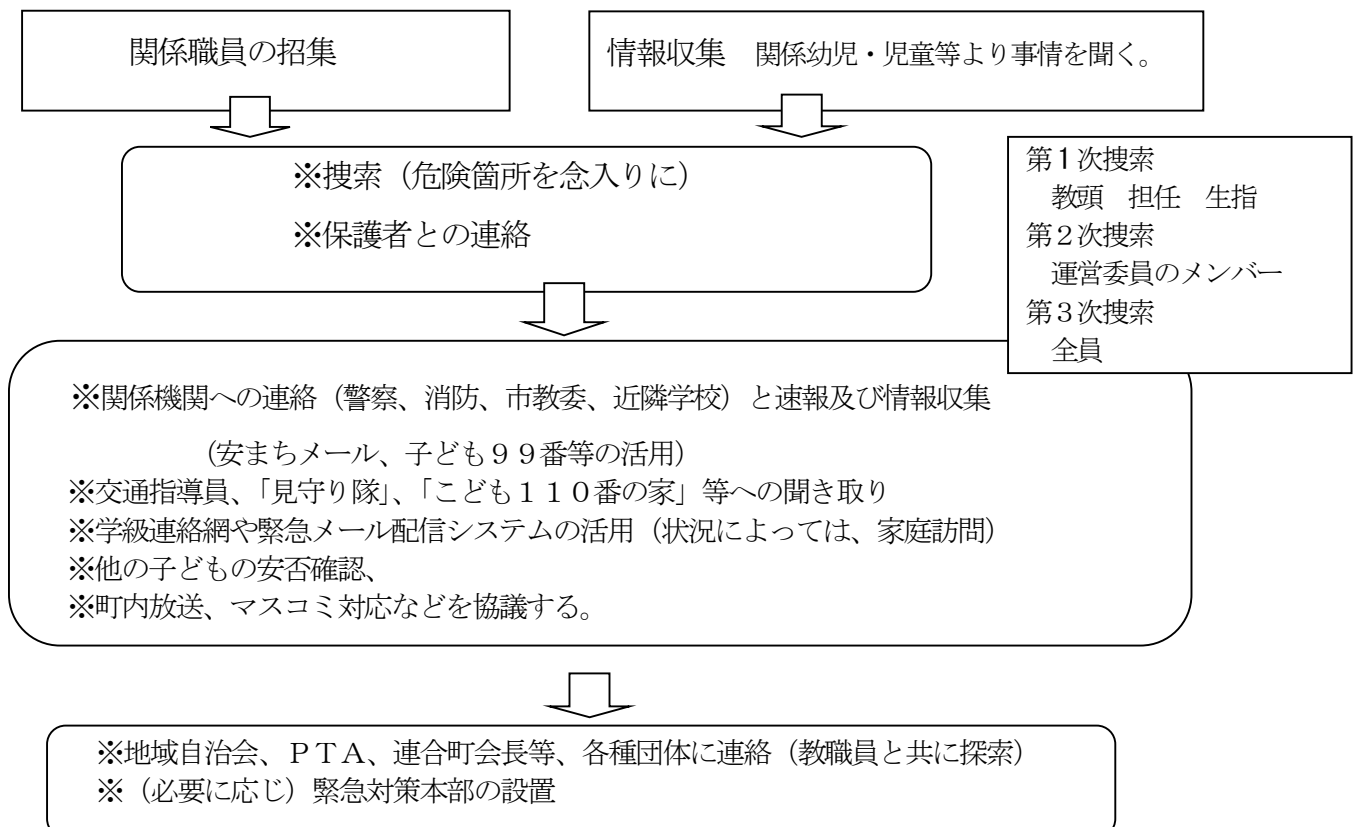 関係職員の招集
情報収集　関係幼児・児童等より事情を聞く。
※捜索（危険箇所を念入りに）
※保護者との連絡
第１次捜索
教頭　担任　生指
第２次捜索
運営委員のメンバー
第３次捜索
全員
※関係機関への連絡（警察、消防、市教委、近隣学校）と速報及び情報収集
（安まちメール、子ども９９番等の活用）
※交通指導員、「見守り隊」、「こども１１０番の家」等への聞き取り
※学級連絡網や緊急メール配信システムの活用（状況によっては、家庭訪問）
※他の子どもの安否確認、
※町内放送、マスコミ対応などを協議する。
※地域自治会、ＰＴＡ、連合町会長等、各種団体に連絡（教職員と共に探索）
※（必要に応じ）緊急対策本部の設置